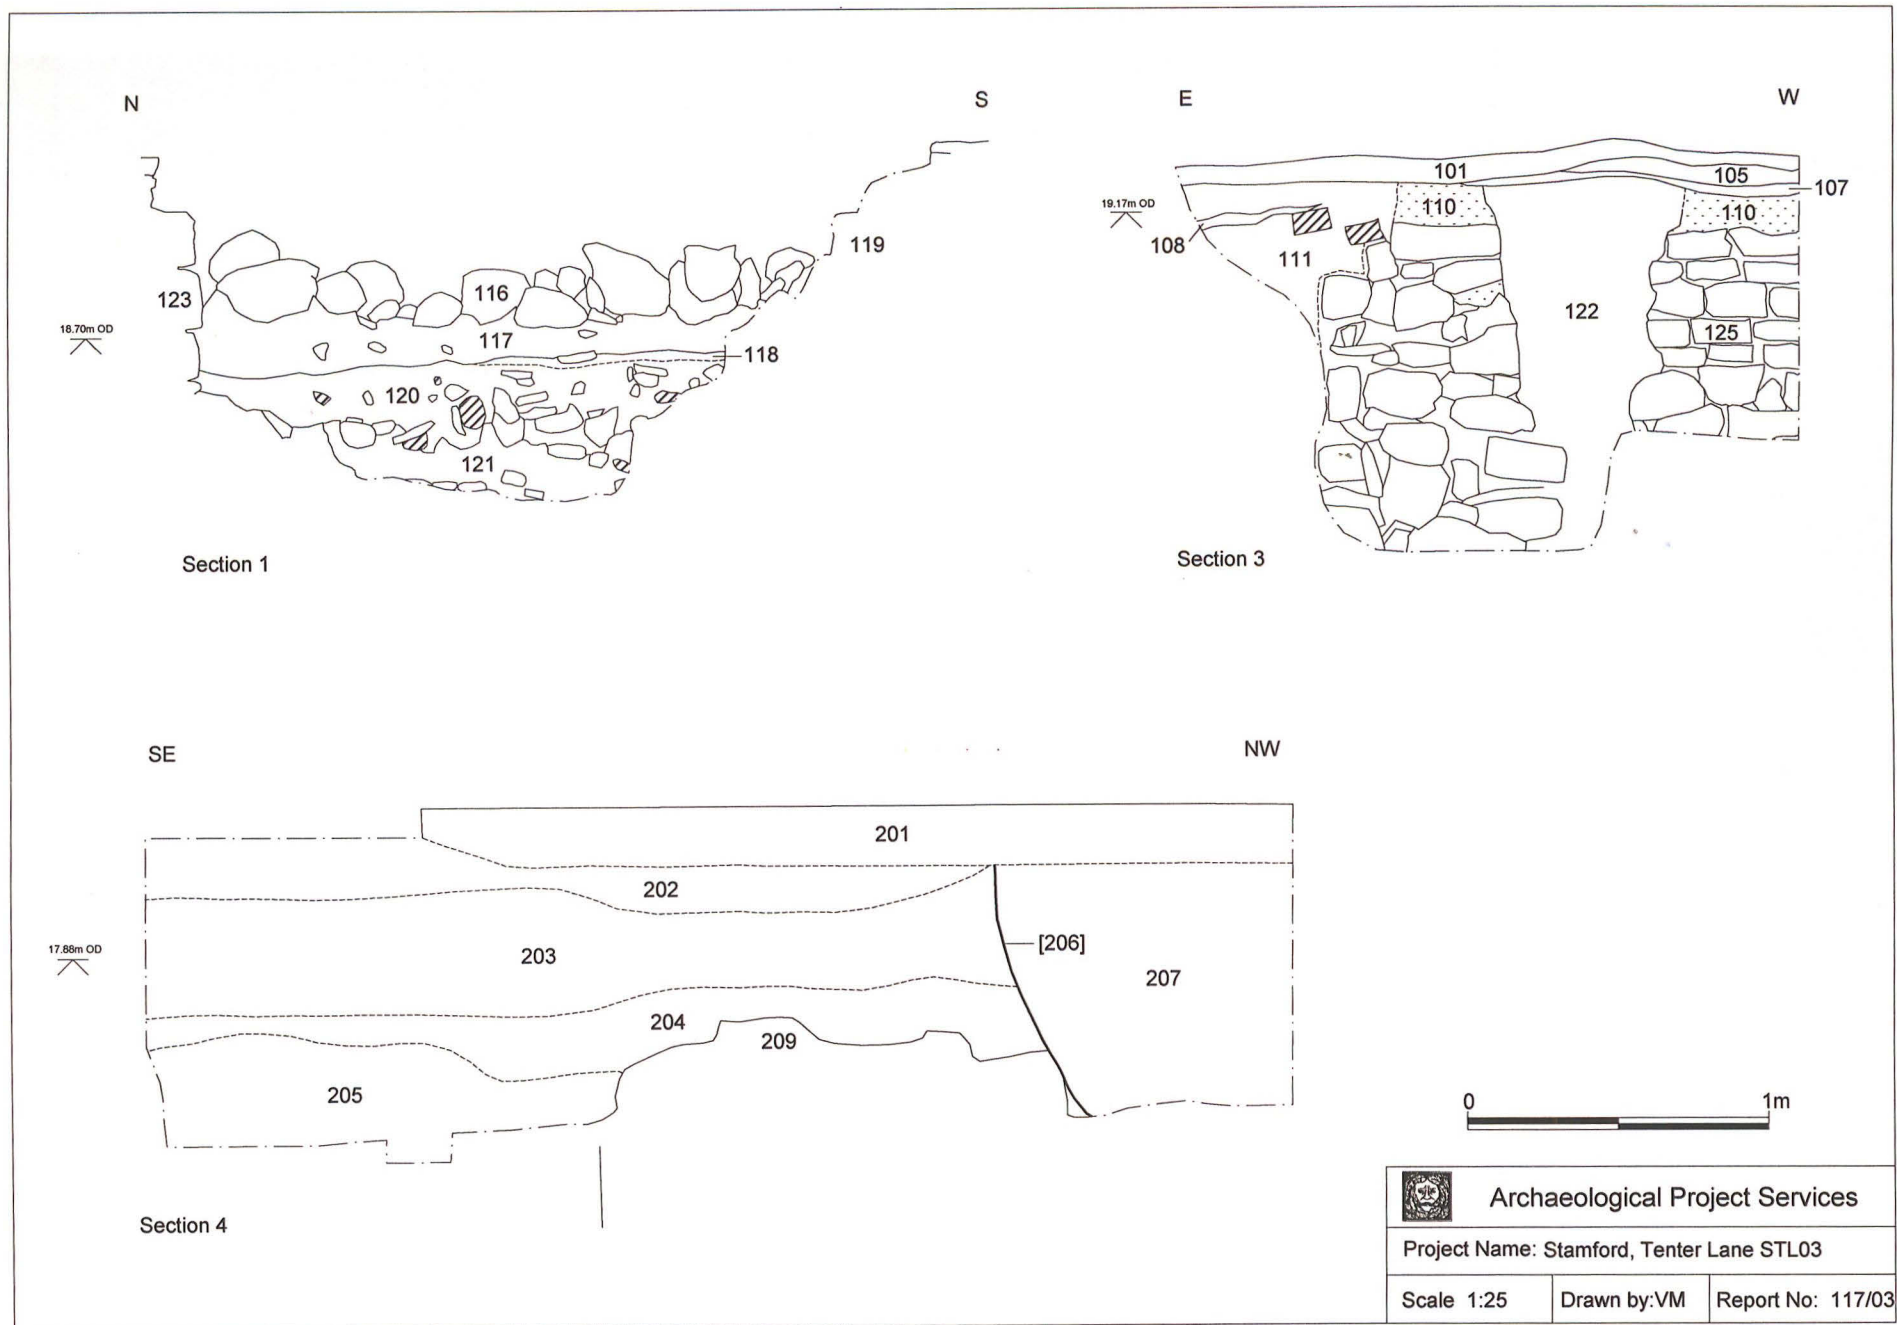 N
S
119
123
116
18.70m OD
117
118
120
121
Section 1
E
W
101
105
107
19.17m OD
110
110
108
111
122
125
Section 3
SE
NW
201
202
17.88m OD
[206]
203
207
204
209
205
Section 4
0 1m
Archaeological Project Services
Project Name: Stamford, Tenter Lane STL03
Scale 1:25 Drawn by:VM Report No: 117/03